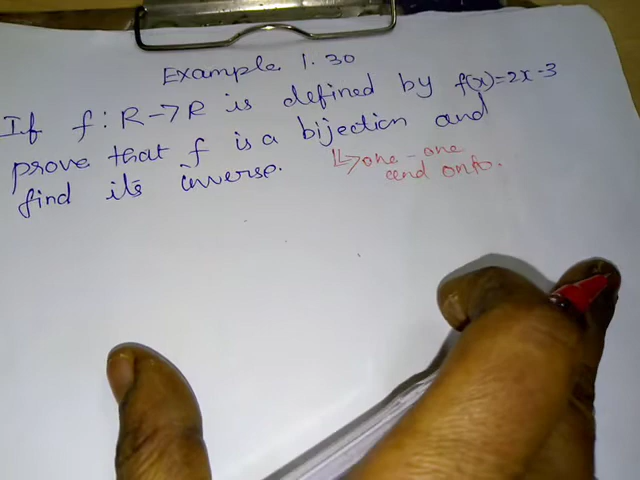 Example 1.30
If f: R → R is defined by f(x)=2x-3
prove that f is a bijection and
find its inverse.
↳ one-one
and onto.